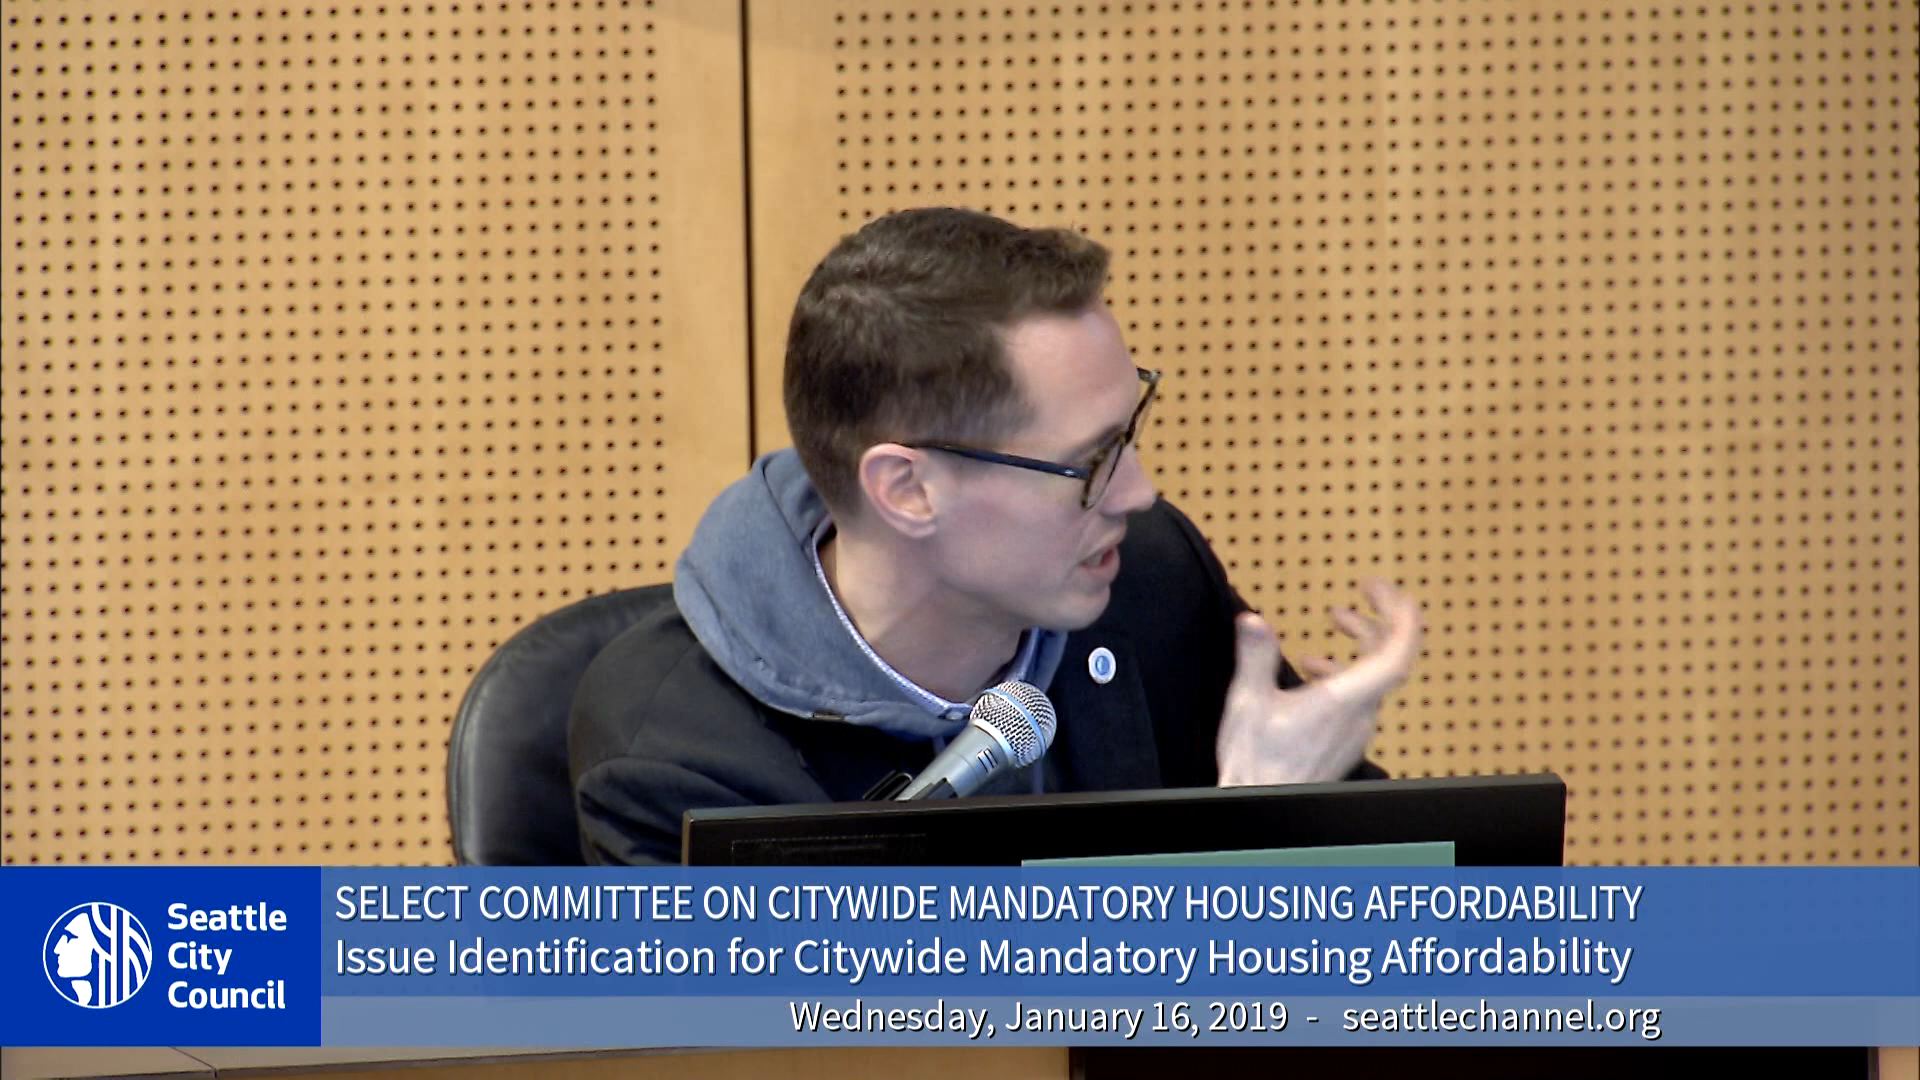 Seattle
City
Council
SELECT COMMITTEE ON CITYWIDE MANDATORY HOUSING AFFORDABILITY
Issue Identification for Citywide Mandatory Housing Affordability
Wednesday, January 16, 2019 - seattlechannel.org